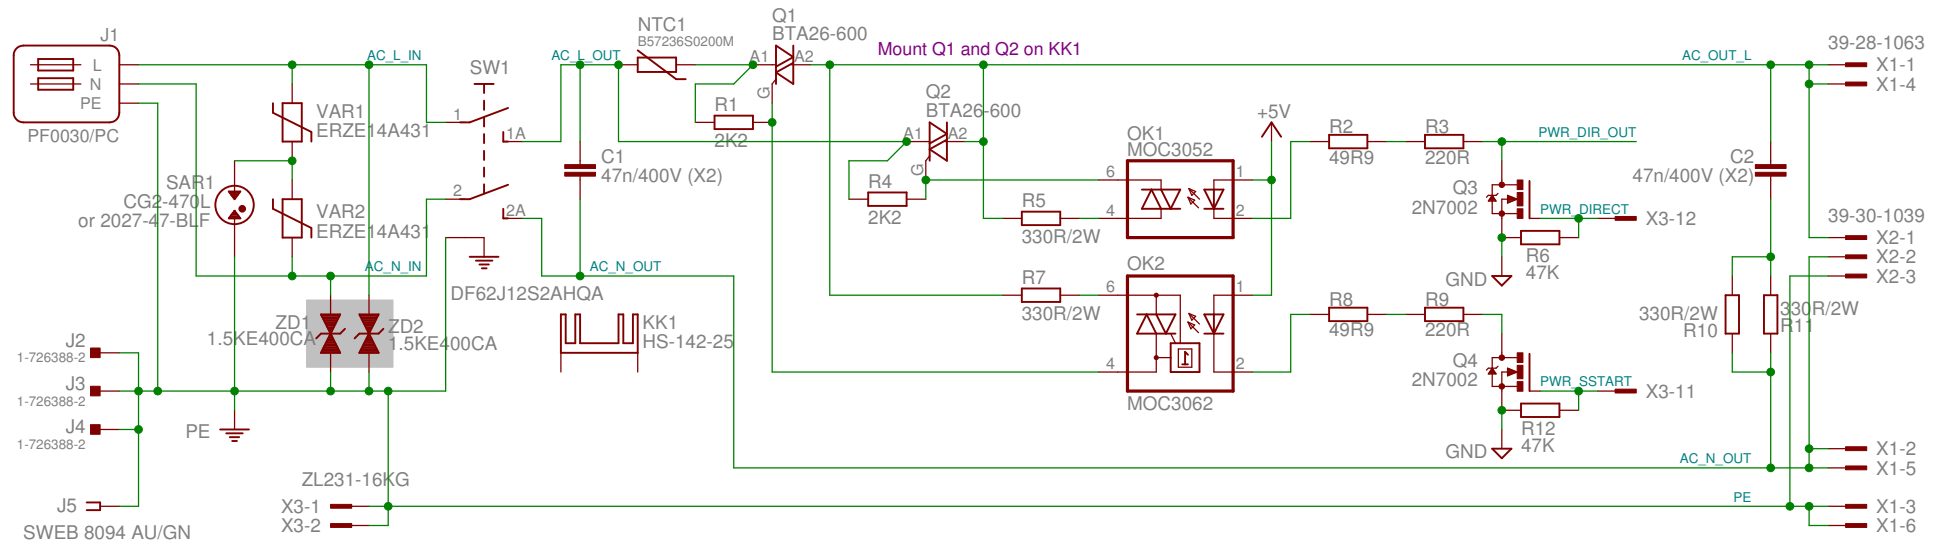 J1
L
N
PE
PF0030/PC
AC_L_IN
VAR1
ERZE14A431
SAR1
CG2-470L
or 2027-47-BLF
VAR2
ERZE14A431
AC_N_IN
ZD1
1.5KE400CA
ZD2
1.5KE400CA
J2
1-726388-2
J3
1-726388-2
J4
1-726388-2
PE
J5
SWEB 8094 AU/GN
ZL231-16KG
X3-1
X3-2
SW1
1
1A
2
2A
DF62J12S2AHQA
AC_L_OUT
C1
47n/400V (X2)
AC_N_OUT
KK1
HS-142-25
NTC1
B57236S0200M
Q1
BTA26-600
A1
A2
G
R1
2K2
Mount Q1 and Q2 on KK1
Q2
BTA26-600
A1
A2
G
R4
2K2
R5
330R/2W
R7
330R/2W
OK1
MOC3052
6
4
1
2
OK2
6
4
1
2
1
MOC3062
+5V
R2
49R9
R3
220R
PWR_DIR_OUT
Q3
2N7002
PWR_DIRECT
X3-12
R6
47K
GND
R8
49R9
R9
220R
Q4
2N7002
PWR_SSTART
X3-11
R12
47K
GND
AC_OUT_L
C2
47n/400V (X2)
330R/2W
R10
330R/2W
R11
AC_N_OUT
PE
39-28-1063
X1-1
X1-4
39-30-1039
X2-1
X2-2
X2-3
X1-2
X1-5
X1-3
X1-6